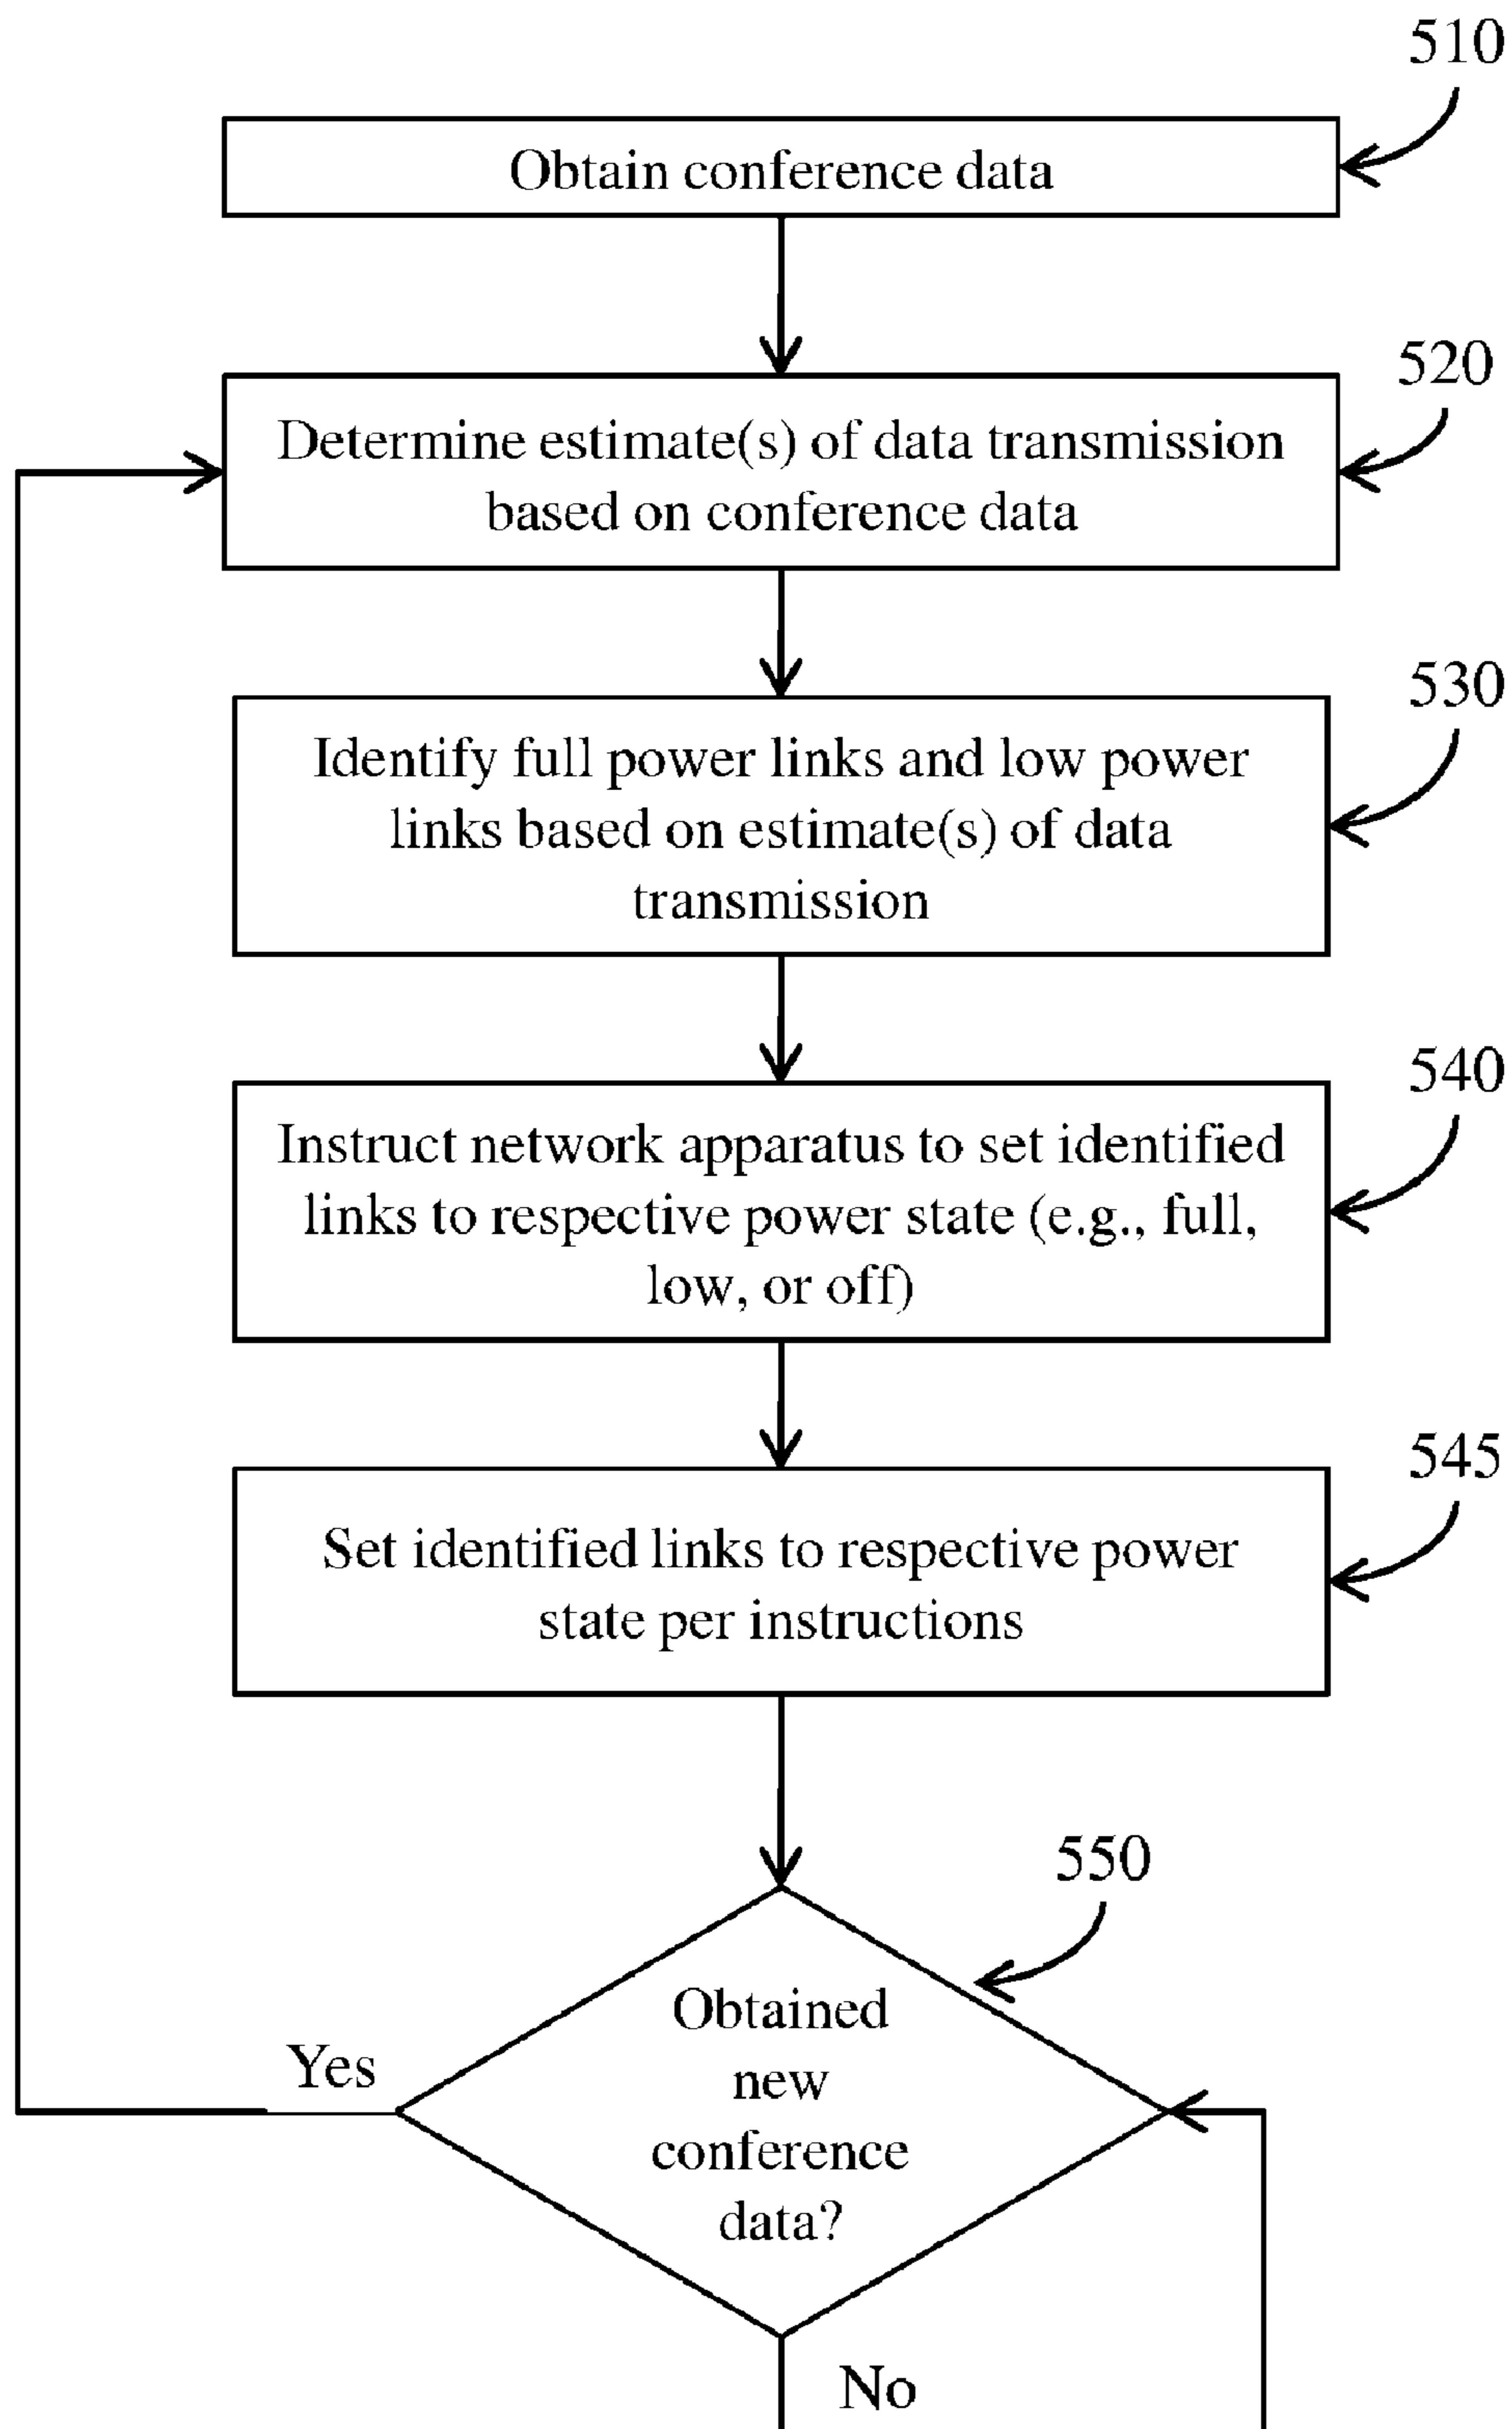 510
Obtain conference data
520
Determine estimate(s) of data transmission
based on conference data
530
Identify full power links and low power
links based on estimate(s) of data
transmission
540
Instruct network apparatus to set identified
links to respective power state (e.g., full,
low, or off)
545
Set identified links to respective power
state per instructions
550
Obtained
new
conference
data?
Yes
No